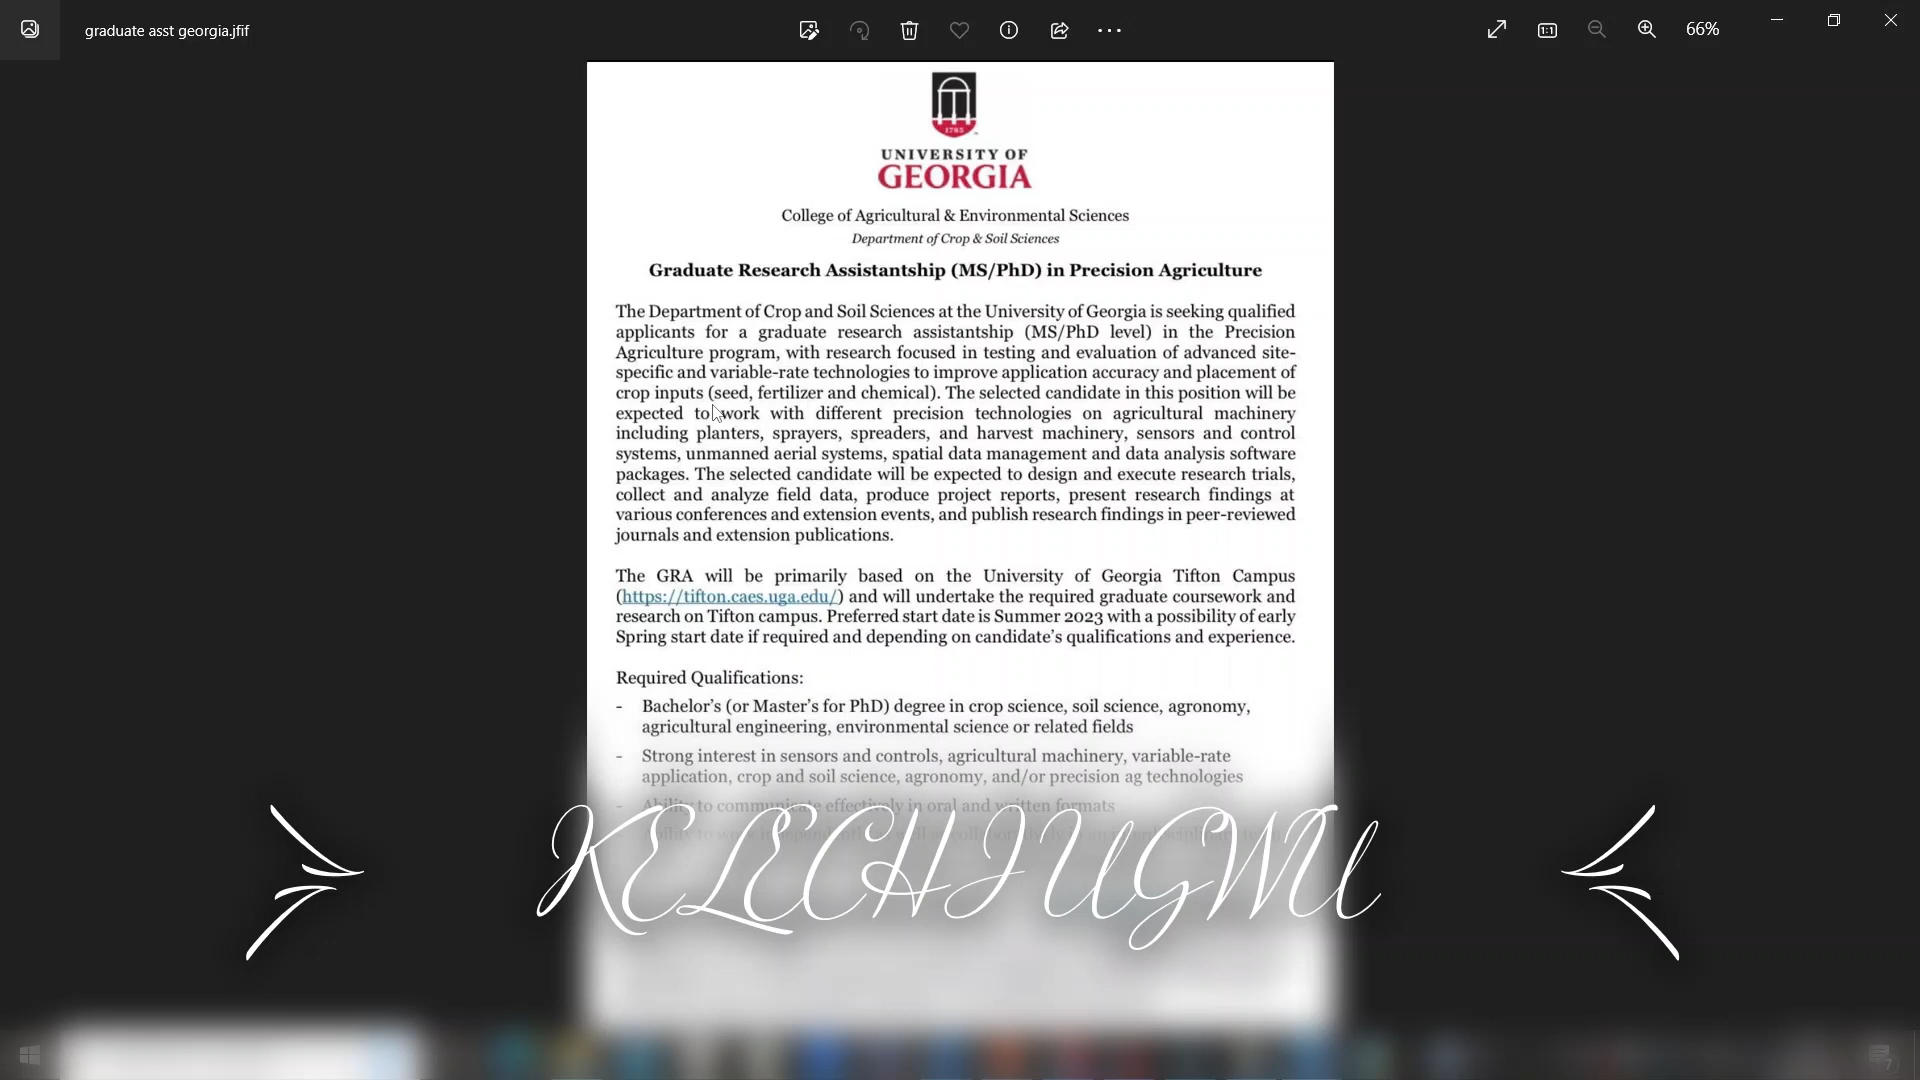 graduate asst georgia.jfif
66%
1785
UNIVERSITY OF
GEORGIA
College of Agricultural & Environmental Sciences
Department of Crop & Soil Sciences
Graduate Research Assistantship (MS/PhD) in Precision Agriculture
The Department of Crop and Soil Sciences at the University of Georgia is seeking qualified
applicants for a graduate research assistantship (MS/PhD level) in the Precision
Agriculture program, with research focused in testing and evaluation of advanced site-
specific and variable-rate technologies to improve application accuracy and placement of
crop inputs (seed, fertilizer and chemical). The selected candidate in this position will be
expected to work with different precision technologies on agricultural machinery
including planters, sprayers, spreaders, and harvest machinery, sensors and control
systems, unmanned aerial systems, spatial data management and data analysis software
packages. The selected candidate will be expected to design and execute research trials,
collect and analyze field data, produce project reports, present research findings at
various conferences and extension events, and publish research findings in peer-reviewed
journals and extension publications.
The GRA will be primarily based on the University of Georgia Tifton Campus
(https://tifton.caes.uga.edu/) and will undertake the required graduate coursework and
research on Tifton campus. Preferred start date is Summer 2023 with a possibility of early
Spring start date if required and depending on candidate's qualifications and experience.
Required Qualifications:
- Bachelor's (or Master's for PhD) degree in crop science, soil science, agronomy,
agricultural engineering, environmental science or related fields
- Strong interest in sensors and controls, agricultural machinery, variable-rate
application, crop and soil science, agronomy, and/or precision ag technologies
- Ability to communicate effectively in oral and written formats
KELECHI UGWU